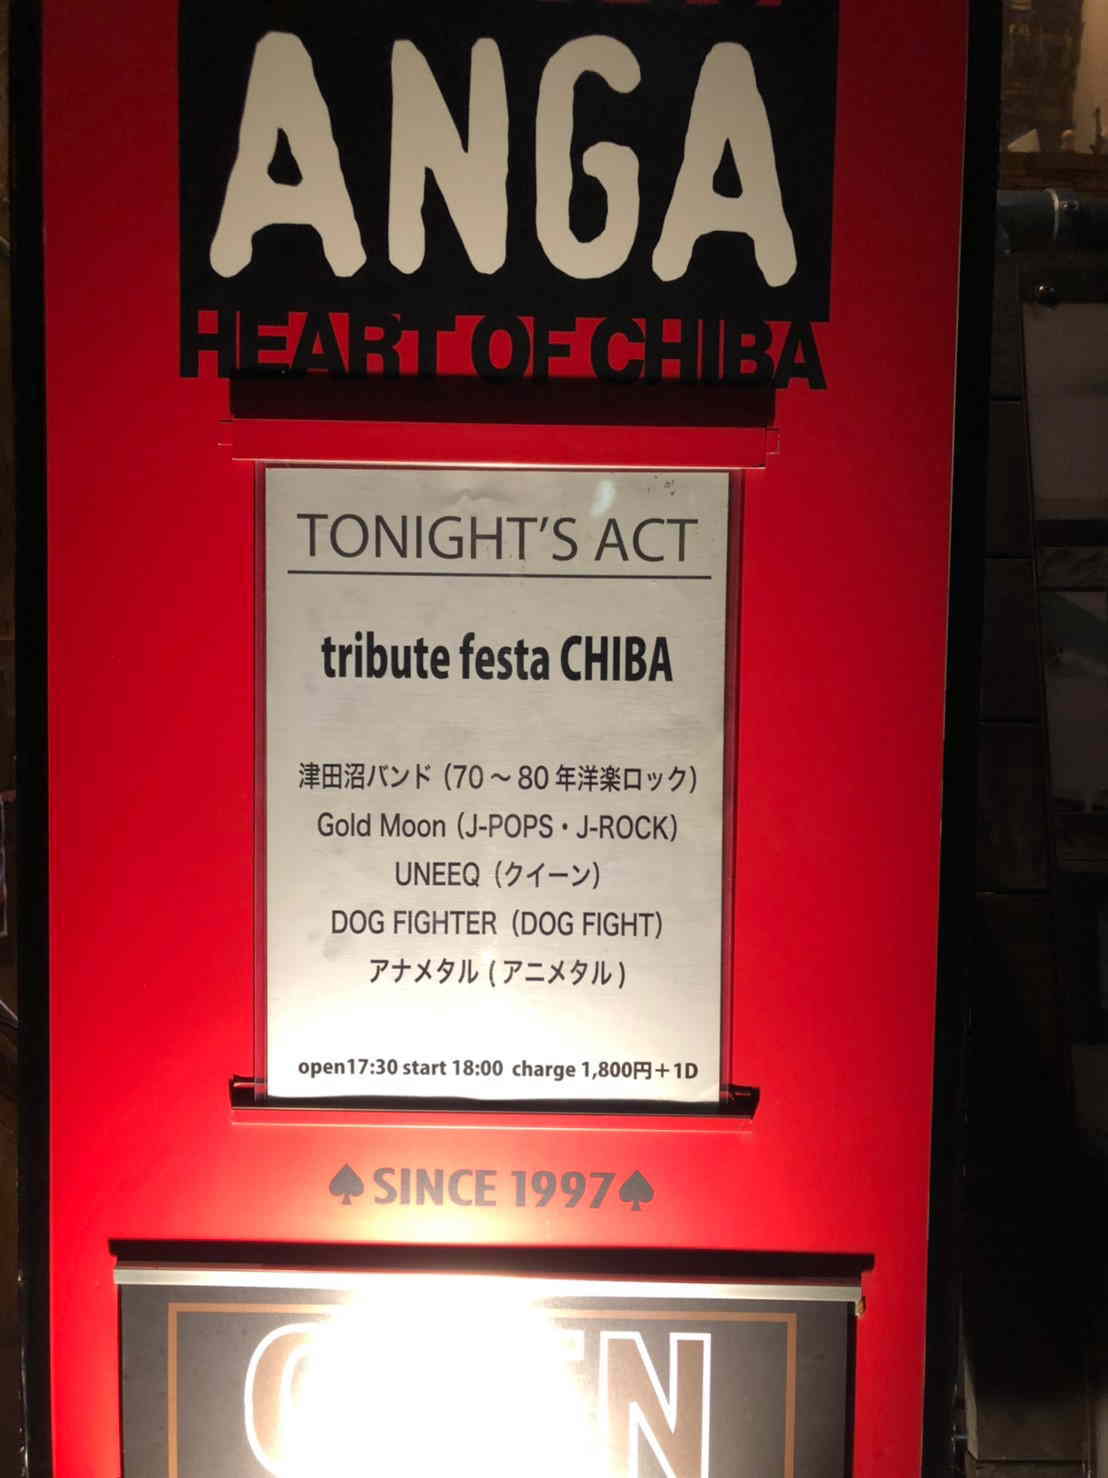 ANGA
HEART OF CHIBA
TONIGHT'S ACT
tribute festa CHIBA
津田沼バンド（70～80年洋楽ロック）
Gold Moon（J-POPS・J-ROCK）
UNEEQ（クイーン）
DOG FIGHTER（DOG FIGHT）
アナメタル(アニメタル)
open17:30 start 18:00 charge 1,800円＋1D
♠SINCE 1997♠